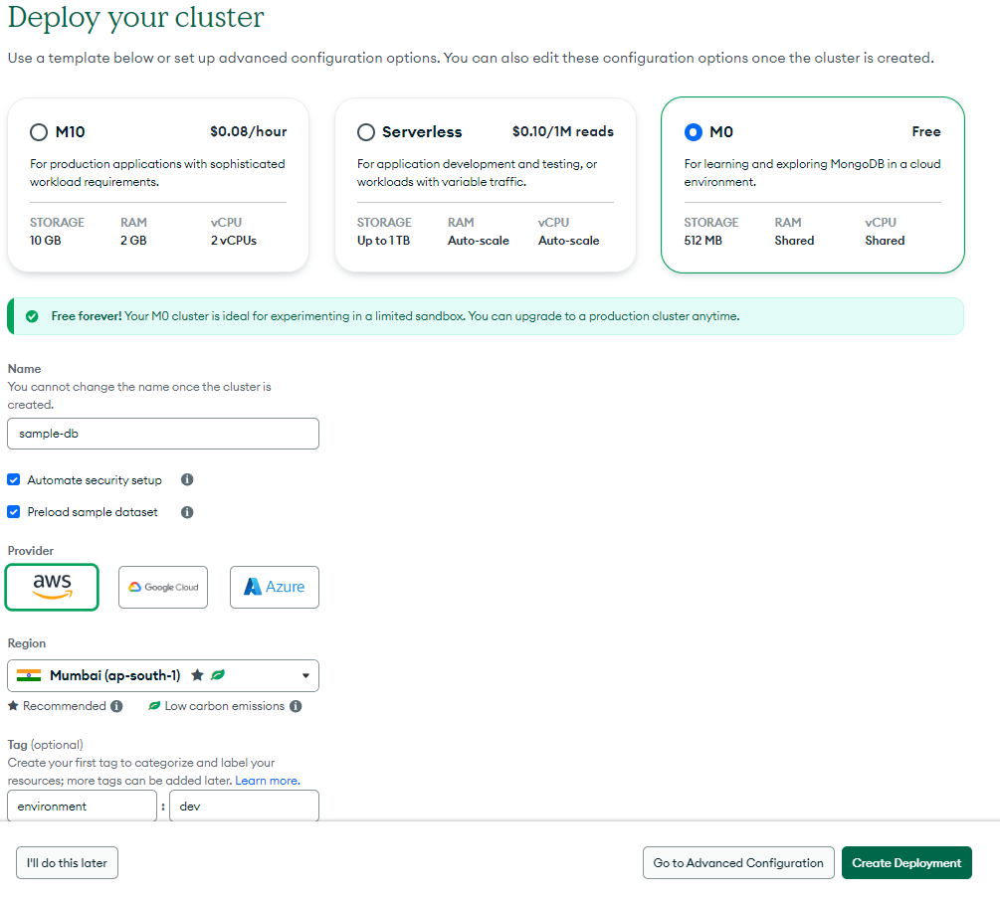 Deploy your cluster
Use a template below or set up advanced configuration options. You can also edit these configuration options once the cluster is created.
M10 $0.08/hour
For production applications with sophisticated
workload requirements.
STORAGE RAM vCPU
10 GB 2 GB 2 vCPUs
Serverless $0.10/1M reads
For application development and testing, or
workloads with variable traffic.
STORAGE RAM vCPU
Up to 1 TB Auto-scale Auto-scale
M0 Free
For learning and exploring MongoDB in a cloud
environment.
STORAGE RAM vCPU
512 MB Shared Shared
Free forever! Your M0 cluster is ideal for experimenting in a limited sandbox. You can upgrade to a production cluster anytime.
Name
You cannot change the name once the cluster is
created.
sample-db
Automate security setup
Preload sample dataset
Provider
aws Google Cloud Azure
Region
Mumbai (ap-south-1)
Recommended Low carbon emissions
Tag (optional)
Create your first tag to categorize and label your
resources; more tags can be added later. Learn more.
environment : dev
I'll do this later Go to Advanced Configuration Create Deployment